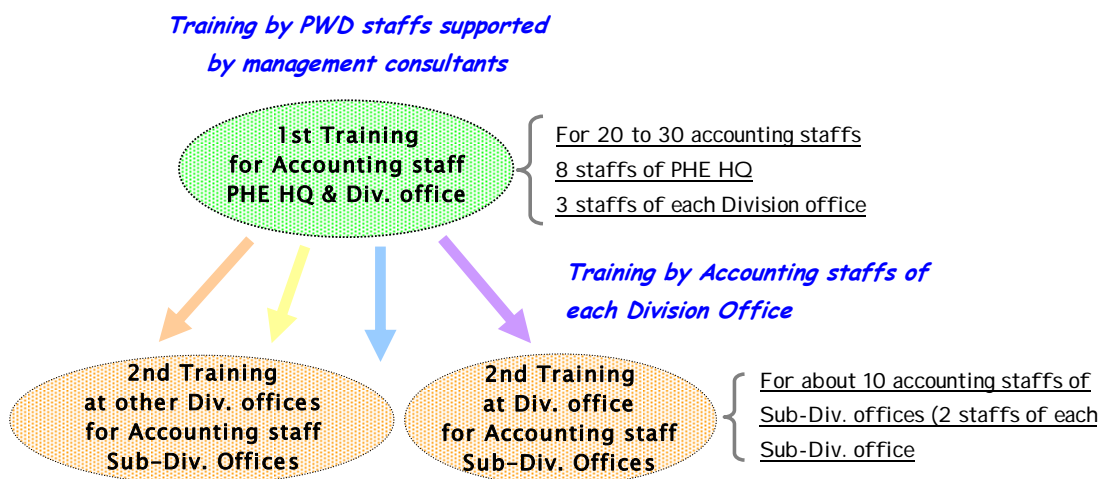 Training by PWD staffs supported
by management consultants
1st Training
for Accounting staff
PHE HQ & Div. office
For 20 to 30 accounting staffs
8 staffs of PHE HQ
3 staffs of each Division office
Training by Accounting staffs of
each Division Office
2nd Training
at other Div. offices
for Accounting staff
Sub-Div. Offices
2nd Training
at Div. office
for Accounting staff
Sub-Div. Offices
For about 10 accounting staffs of
Sub-Div. offices (2 staffs of each
Sub-Div. office